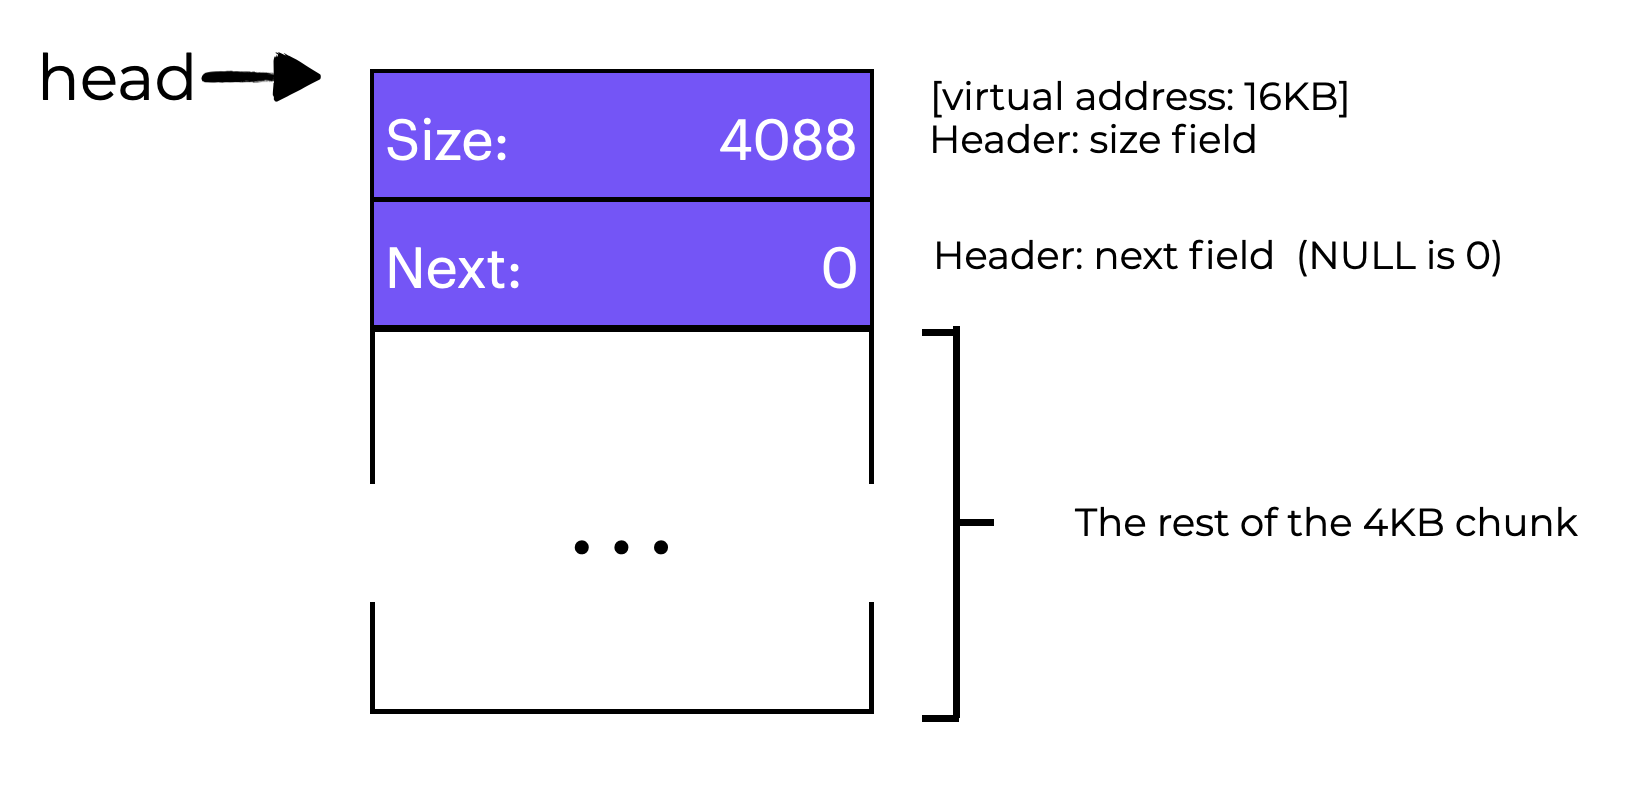 head
[virtual address: 16KB]
Header: size field
Size: 4088
Header: next field (NULL is 0)
Next: 0
...
The rest of the 4KB chunk